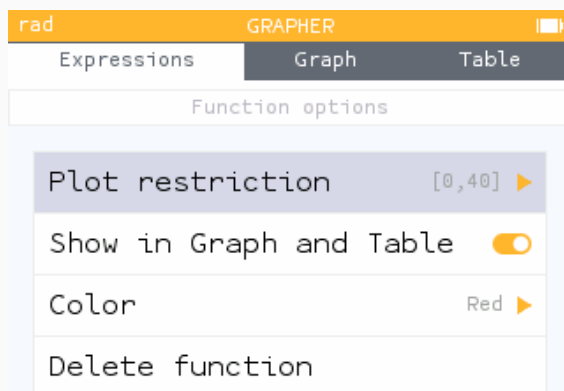 rad GRAPHER
Expressions Graph Table
Function options
Plot restriction [0,40]
Show in Graph and Table
Color Red
Delete function